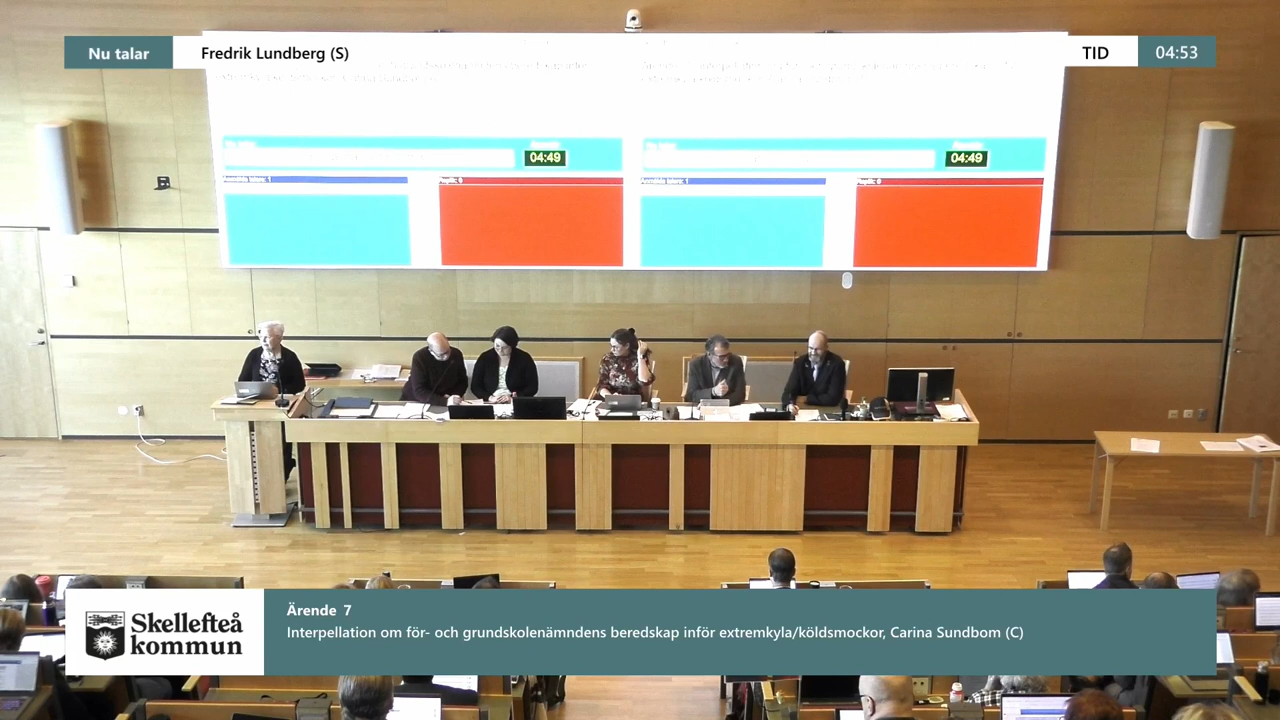 Nu talar
Fredrik Lundberg (S)
TID
04:53
04:49
04:49
Skellefteå
kommun
Ärende 7
Interpellation om för- och grundskolenämndens beredskap inför extremkyla/köldsmockor, Carina Sundbom (C)